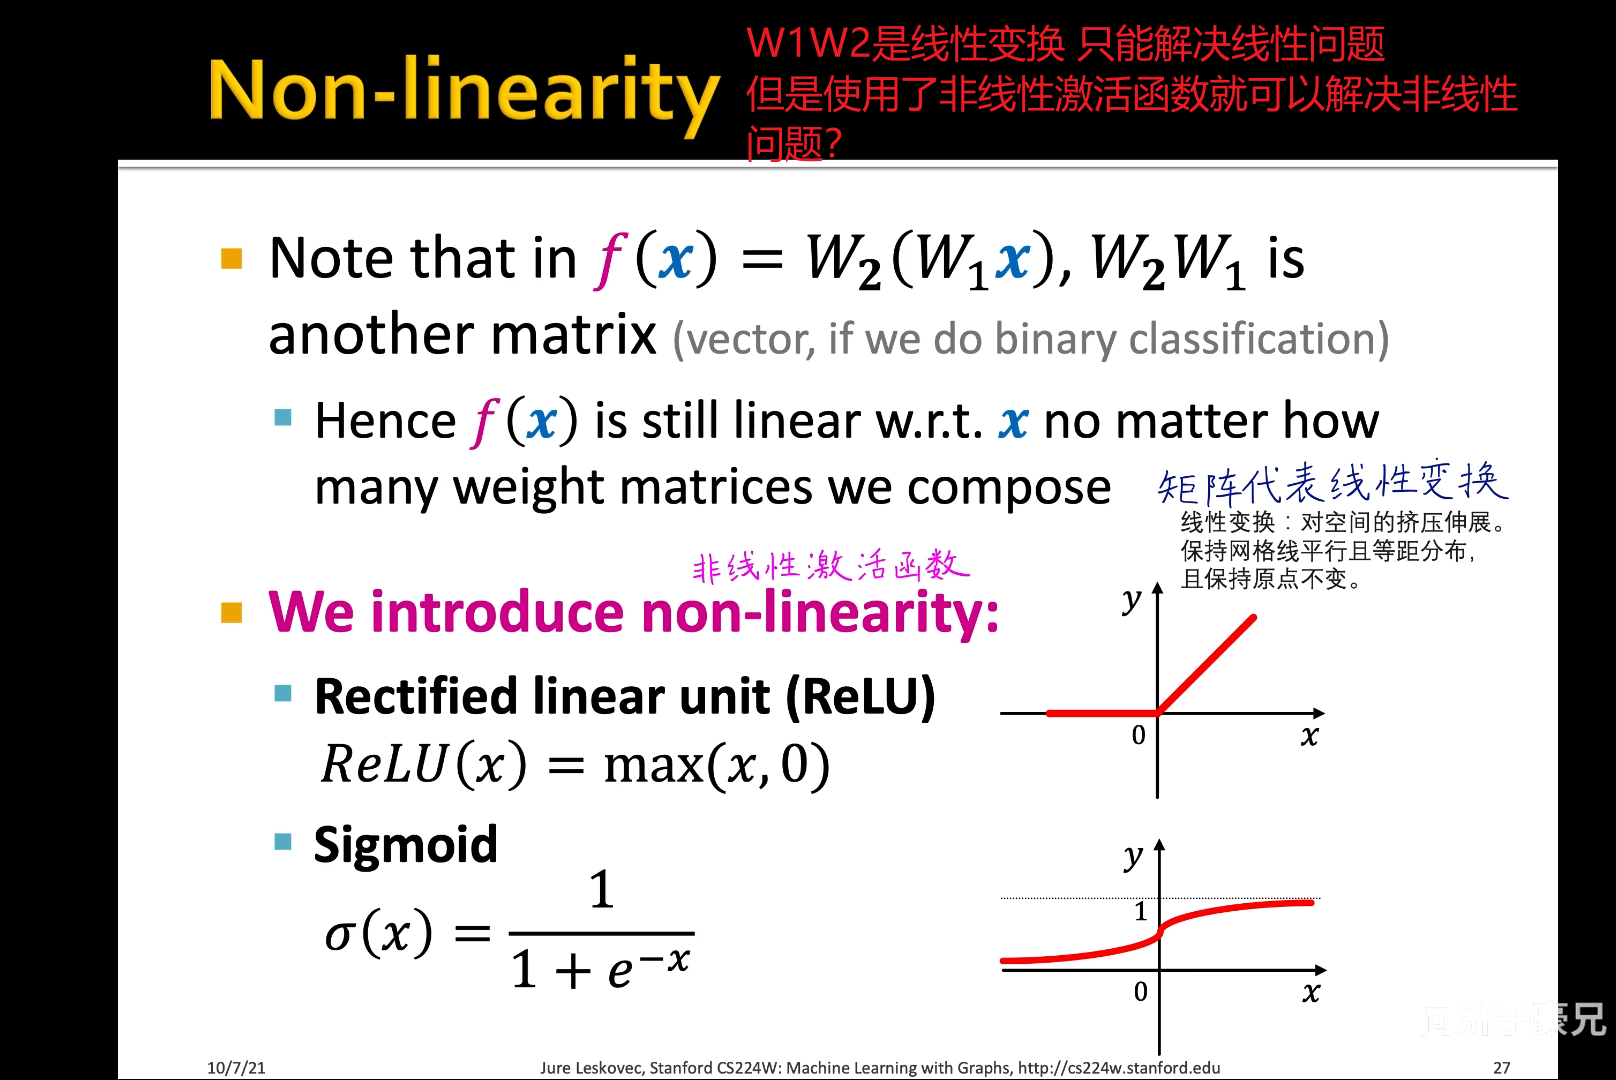 Non-linearity
W1W2是线性变换 只能解决线性问题
但是使用了非线性激活函数就可以解决非线性
问题?
Note that in f(x) = W₂(W₁x), W₂W₁ is
another matrix (vector, if we do binary classification)
Hence f(x) is still linear w.r.t. x no matter how
many weight matrices we compose
矩阵代表线性变换
线性变换：对空间的挤压伸展。
保持网格线平行且等距分布，
且保持原点不变。
非线性激活函数
We introduce non-linearity:
Rectified linear unit (ReLU)
ReLU(x) = max(x, 0)
y
0
x
Sigmoid
σ(x) = 1 / (1 + e⁻ˣ)
y
1
0
x
豪兄
10/7/21
Jure Leskovec, Stanford CS224W: Machine Learning with Graphs, http://cs224w.stanford.edu
27